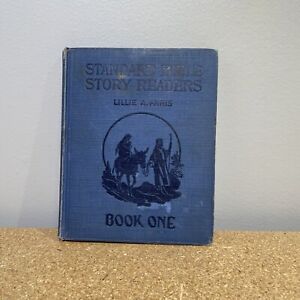 STANDARD BIBLE
STORY READERS
LILLIE A. FARIS
BOOK ONE